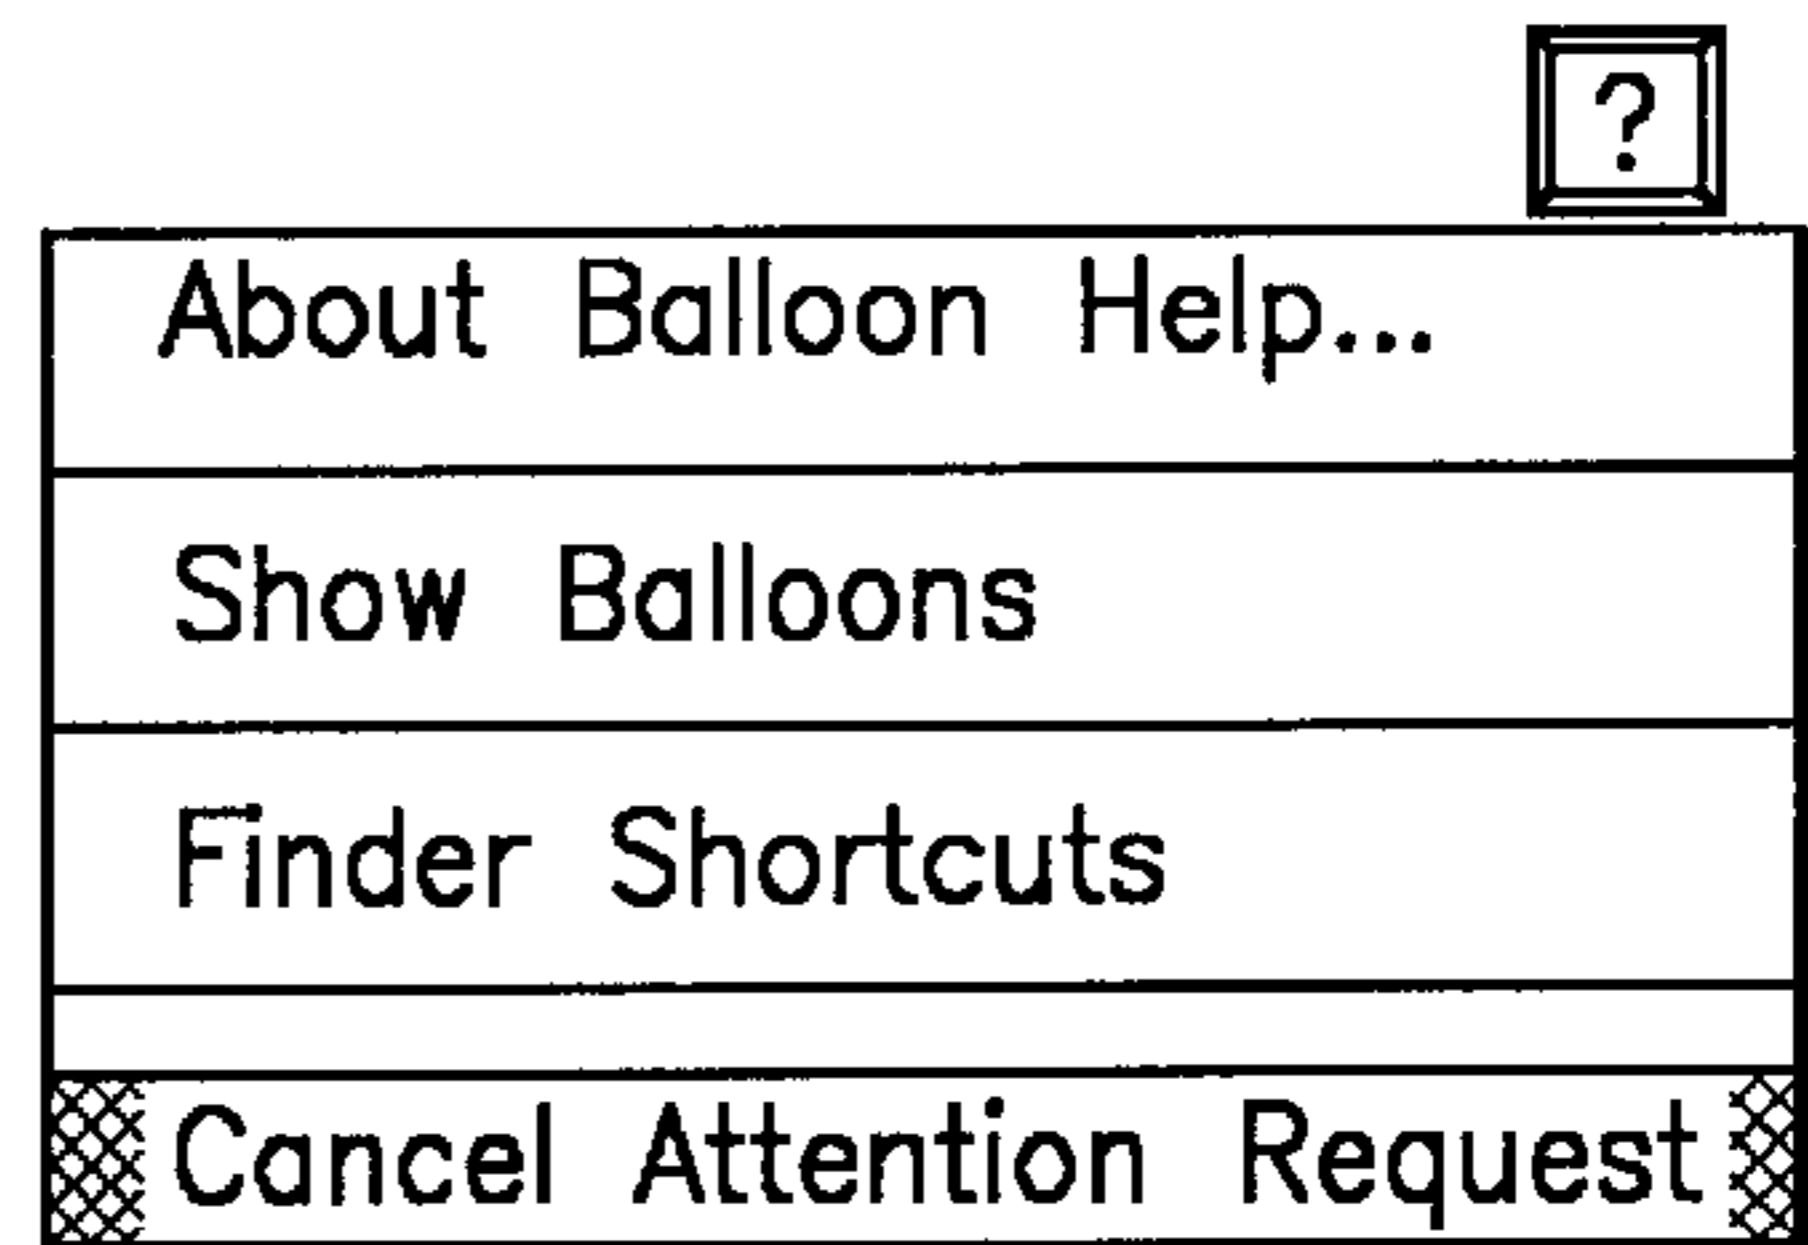 ?
About Balloon Help...
Show Balloons
Finder Shortcuts
Cancel Attention Request